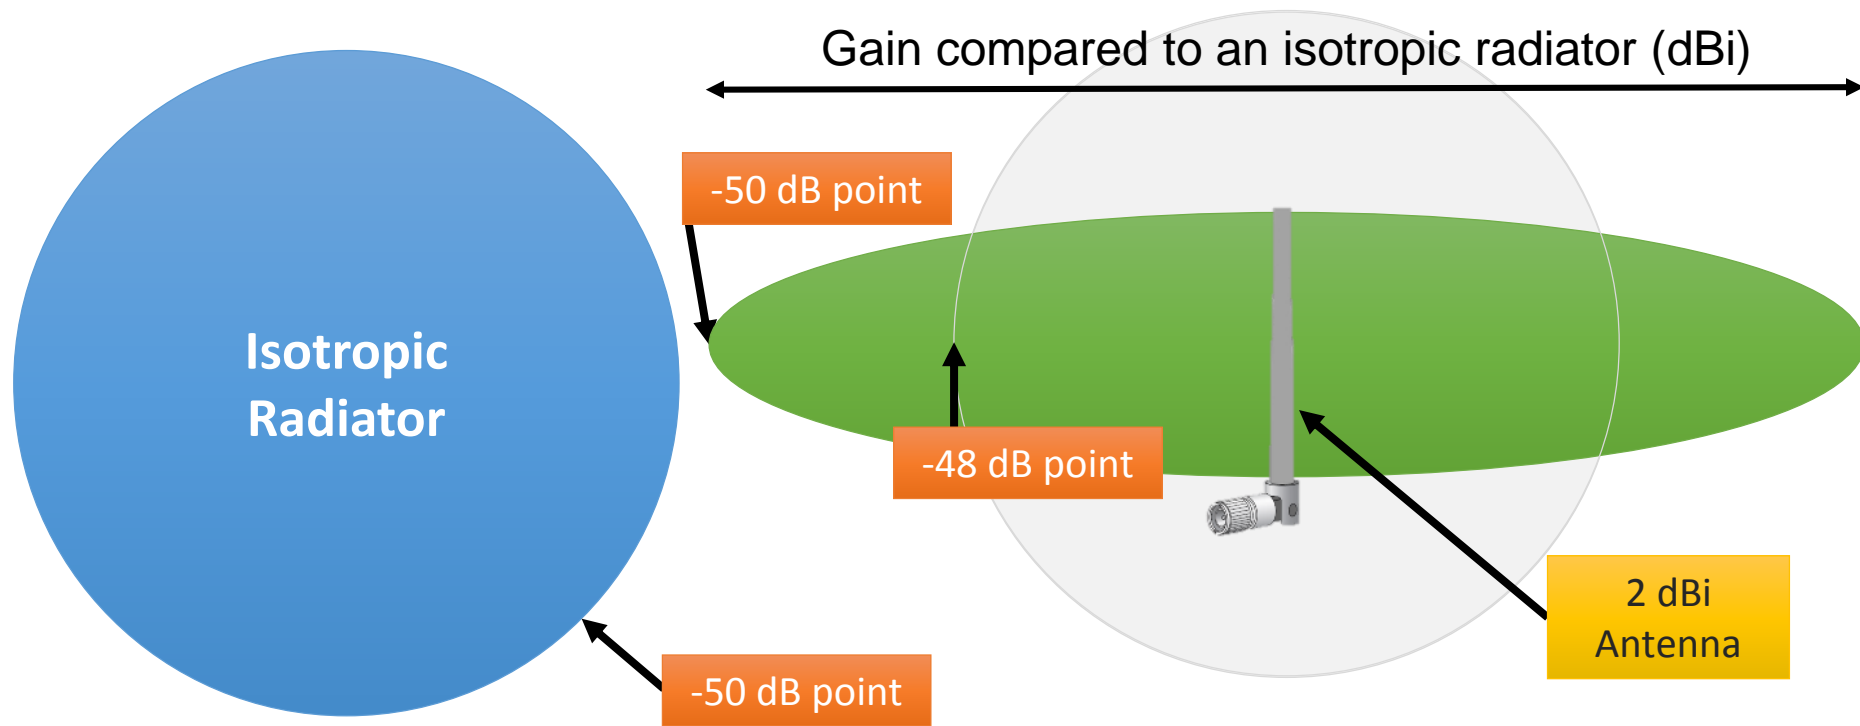 Gain compared to an isotropic radiator (dBi)
-50 dB point
Isotropic
Radiator
-48 dB point
2 dBi
Antenna
-50 dB point